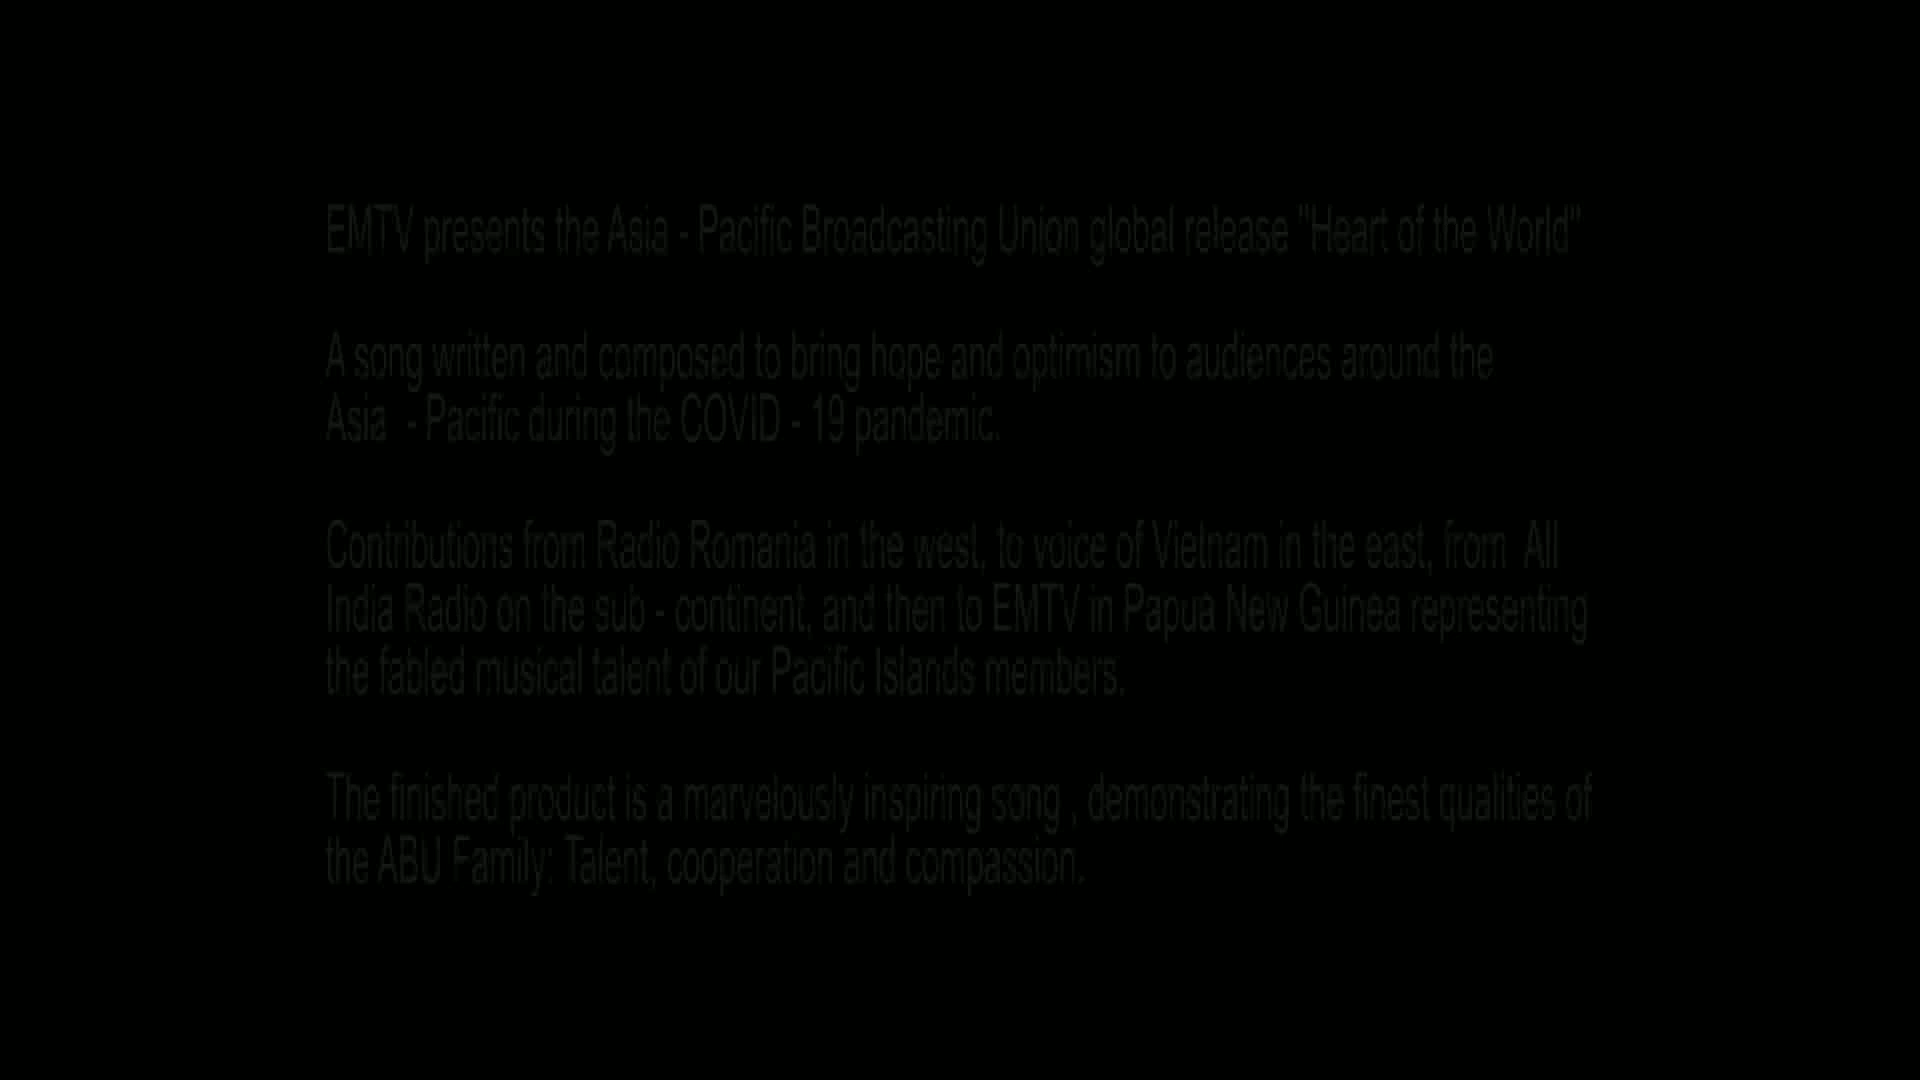 EMTV presents the Asia - Pacific Broadcasting Union global release "Heart of the World"
A song written and composed to bring hope and optimism to audiences around the
Asia  - Pacific during the COVID - 19 pandemic.
Contributions from Radio Romania in the west, to voice of Vietnam in the east, from  All
India Radio on the sub - continent, and then to EMTV in Papua New Guinea representing
the fabled musical talent of our Pacific Islands members.
The finished product is a marvelously inspiring song , demonstrating the finest qualities of
the ABU Family: Talent, cooperation and compassion.